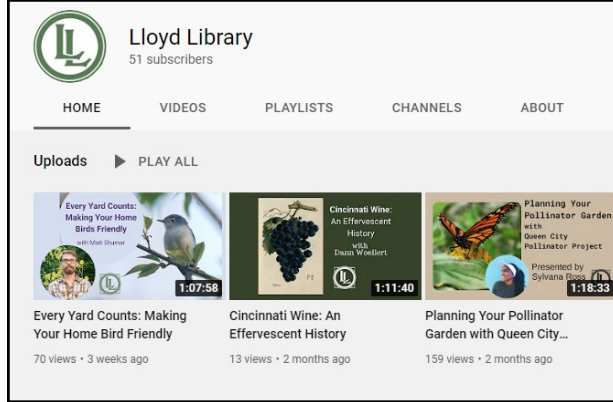 LL
Lloyd Library
51 subscribers
HOME VIDEOS PLAYLISTS CHANNELS ABOUT
Uploads PLAY ALL
Every Yard Counts:
Making Your Home
Birds Friendly
with Matt Shumar
LL
1:07:58
Cincinnati Wine:
An Effervescent
History
with
Dann Woellert
LL
1:11:40
Planning Your
Pollinator Garden
with
Queen City
Pollinator Project
Presented by
Sylvana Ross
LL
1:18:33
Every Yard Counts: Making
Your Home Bird Friendly
70 views • 3 weeks ago
Cincinnati Wine: An
Effervescent History
13 views • 2 months ago
Planning Your Pollinator
Garden with Queen City...
159 views • 2 months ago